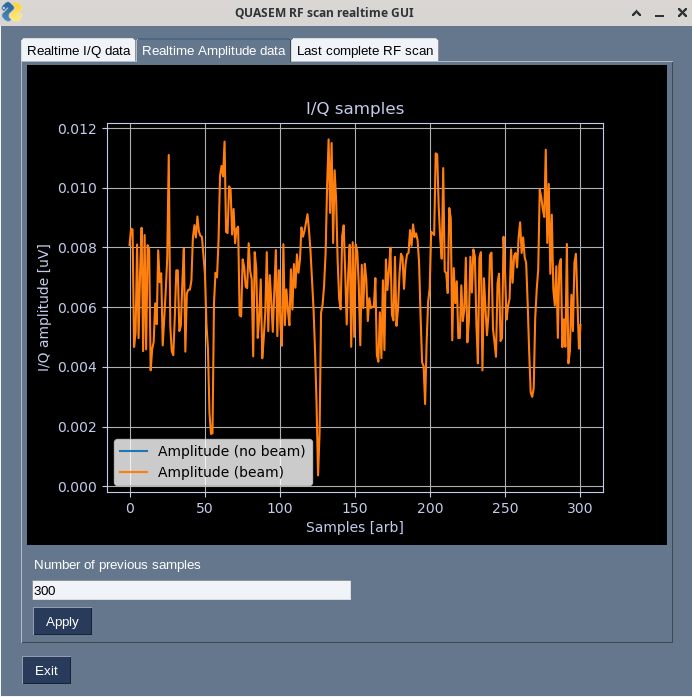 QUASEM RF scan realtime GUI
Realtime I/Q data
Realtime Amplitude data
Last complete RF scan
I/Q samples
0.012
0.010
0.008
0.006
0.004
0.002
0.000
I/Q amplitude [uV]
Amplitude (no beam)
Amplitude (beam)
0
50
100
150
200
250
300
Samples [arb]
Number of previous samples
300
Apply
Exit